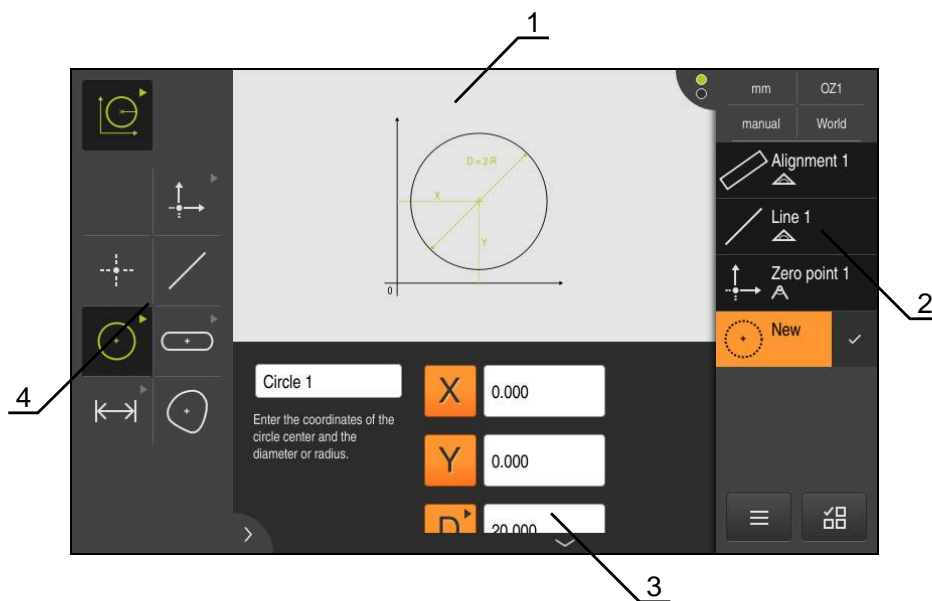 1
mm
OZ1
manual
World
Alignment 1
D = 2·R
X
Line 1
Y
Zero point 1
0
2
New
4
Circle 1
X
0.000
Enter the coordinates of the
circle center and the
diameter or radius.
Y
0.000
D
20.000
3